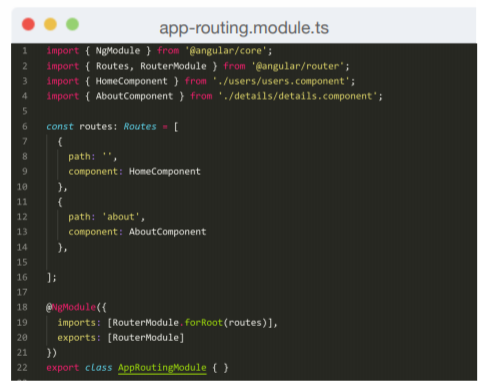 app-routing.module.ts
1 import { NgModule } from '@angular/core';
2 import { Routes, RouterModule } from '@angular/router';
3 import { HomeComponent } from './users/users.component';
4 import { AboutComponent } from './details/details.component';
5
6 const routes: Routes = [
7 {
8 path: '',
9 component: HomeComponent
10 },
11 {
12 path: 'about',
13 component: AboutComponent
14 },
15
16 ];
17
18 @NgModule({
19 imports: [RouterModule.forRoot(routes)],
20 exports: [RouterModule]
21 })
22 export class AppRoutingModule { }